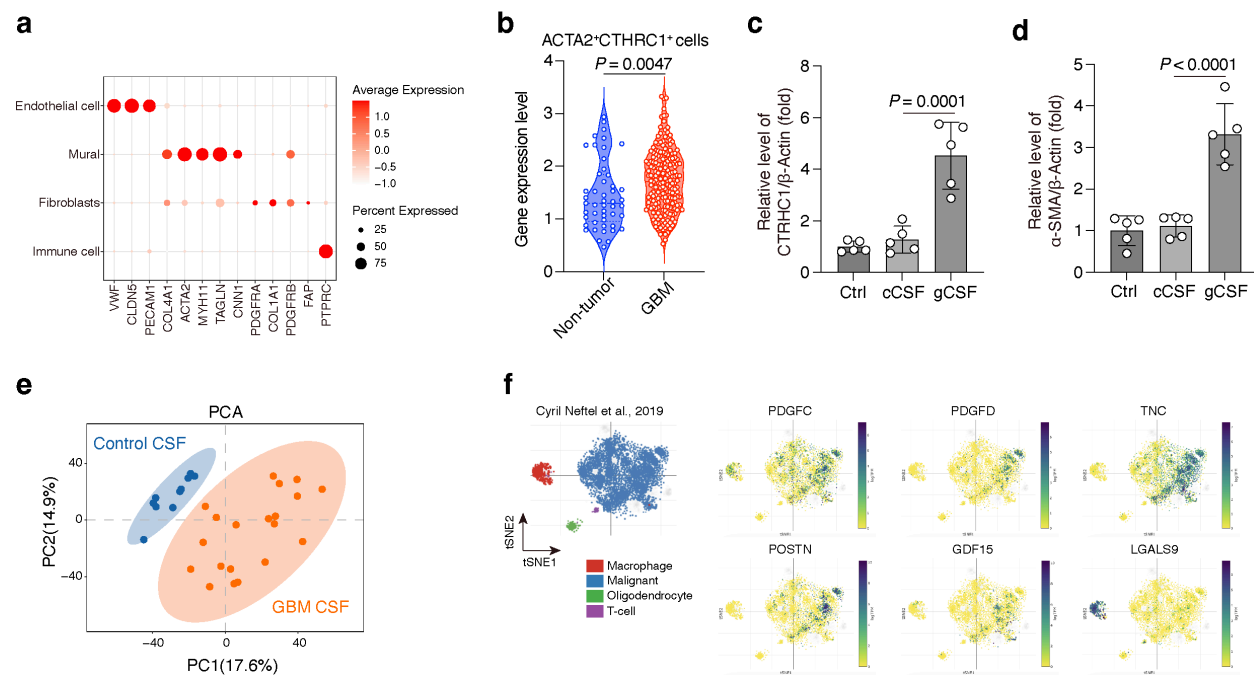 a
Endothelial cell
Mural
Fibroblasts
Immune cell
VWF
CLDN5
PECAM1
COL4A1
ACTA2
MYH11
TAGLN
CNN1
PDGFRA
COL1A1
PDGFRB
FAP
PTPRC
Average Expression
1.0
0.5
0.0
−0.5
−1.0
Percent Expressed
25
50
75
b
ACTA2+CTHRC1+ cells
P = 0.0047
Gene expression level
4
3
2
1
0
Non-tumor
GBM
c
P = 0.0001
Relative level of
CTRHC1/β-Actin (fold)
8
6
4
2
0
Ctrl
cCSF
gCSF
d
P < 0.0001
Relative level of
α-SMA/β-Actin (fold)
5
4
3
2
1
0
Ctrl
cCSF
gCSF
e
PCA
Control CSF
GBM CSF
PC2(14.9%)
40
0
−40
−40
0
40
PC1(17.6%)
f
Cyril Neftel et al., 2019
tSNE2
tSNE1
Macrophage
Malignant
Oligodendrocyte
T-cell
PDGFC
PDGFD
TNC
POSTN
GDF15
LGALS9